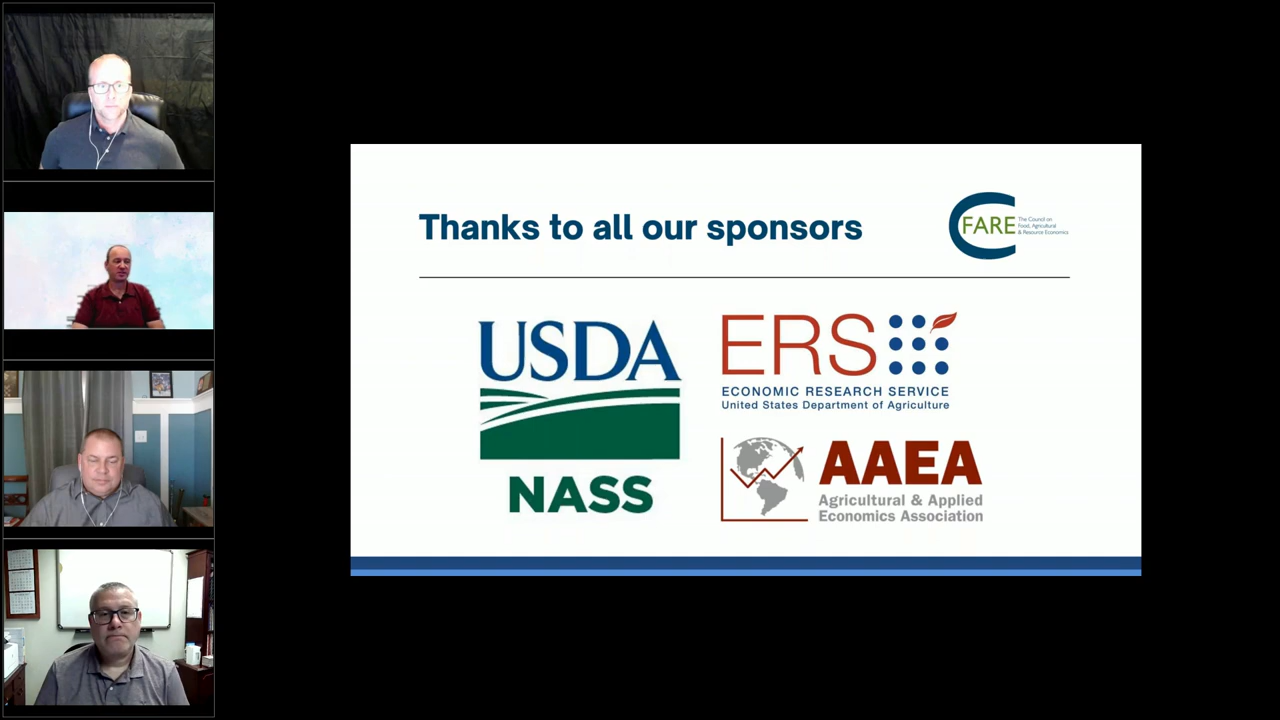 Thanks to all our sponsors
CFARE
The Council on
Food, Agricultural
& Resource Economics
USDA
NASS
ERS
ECONOMIC RESEARCH SERVICE
United States Department of Agriculture
AAEA
Agricultural & Applied
Economics Association